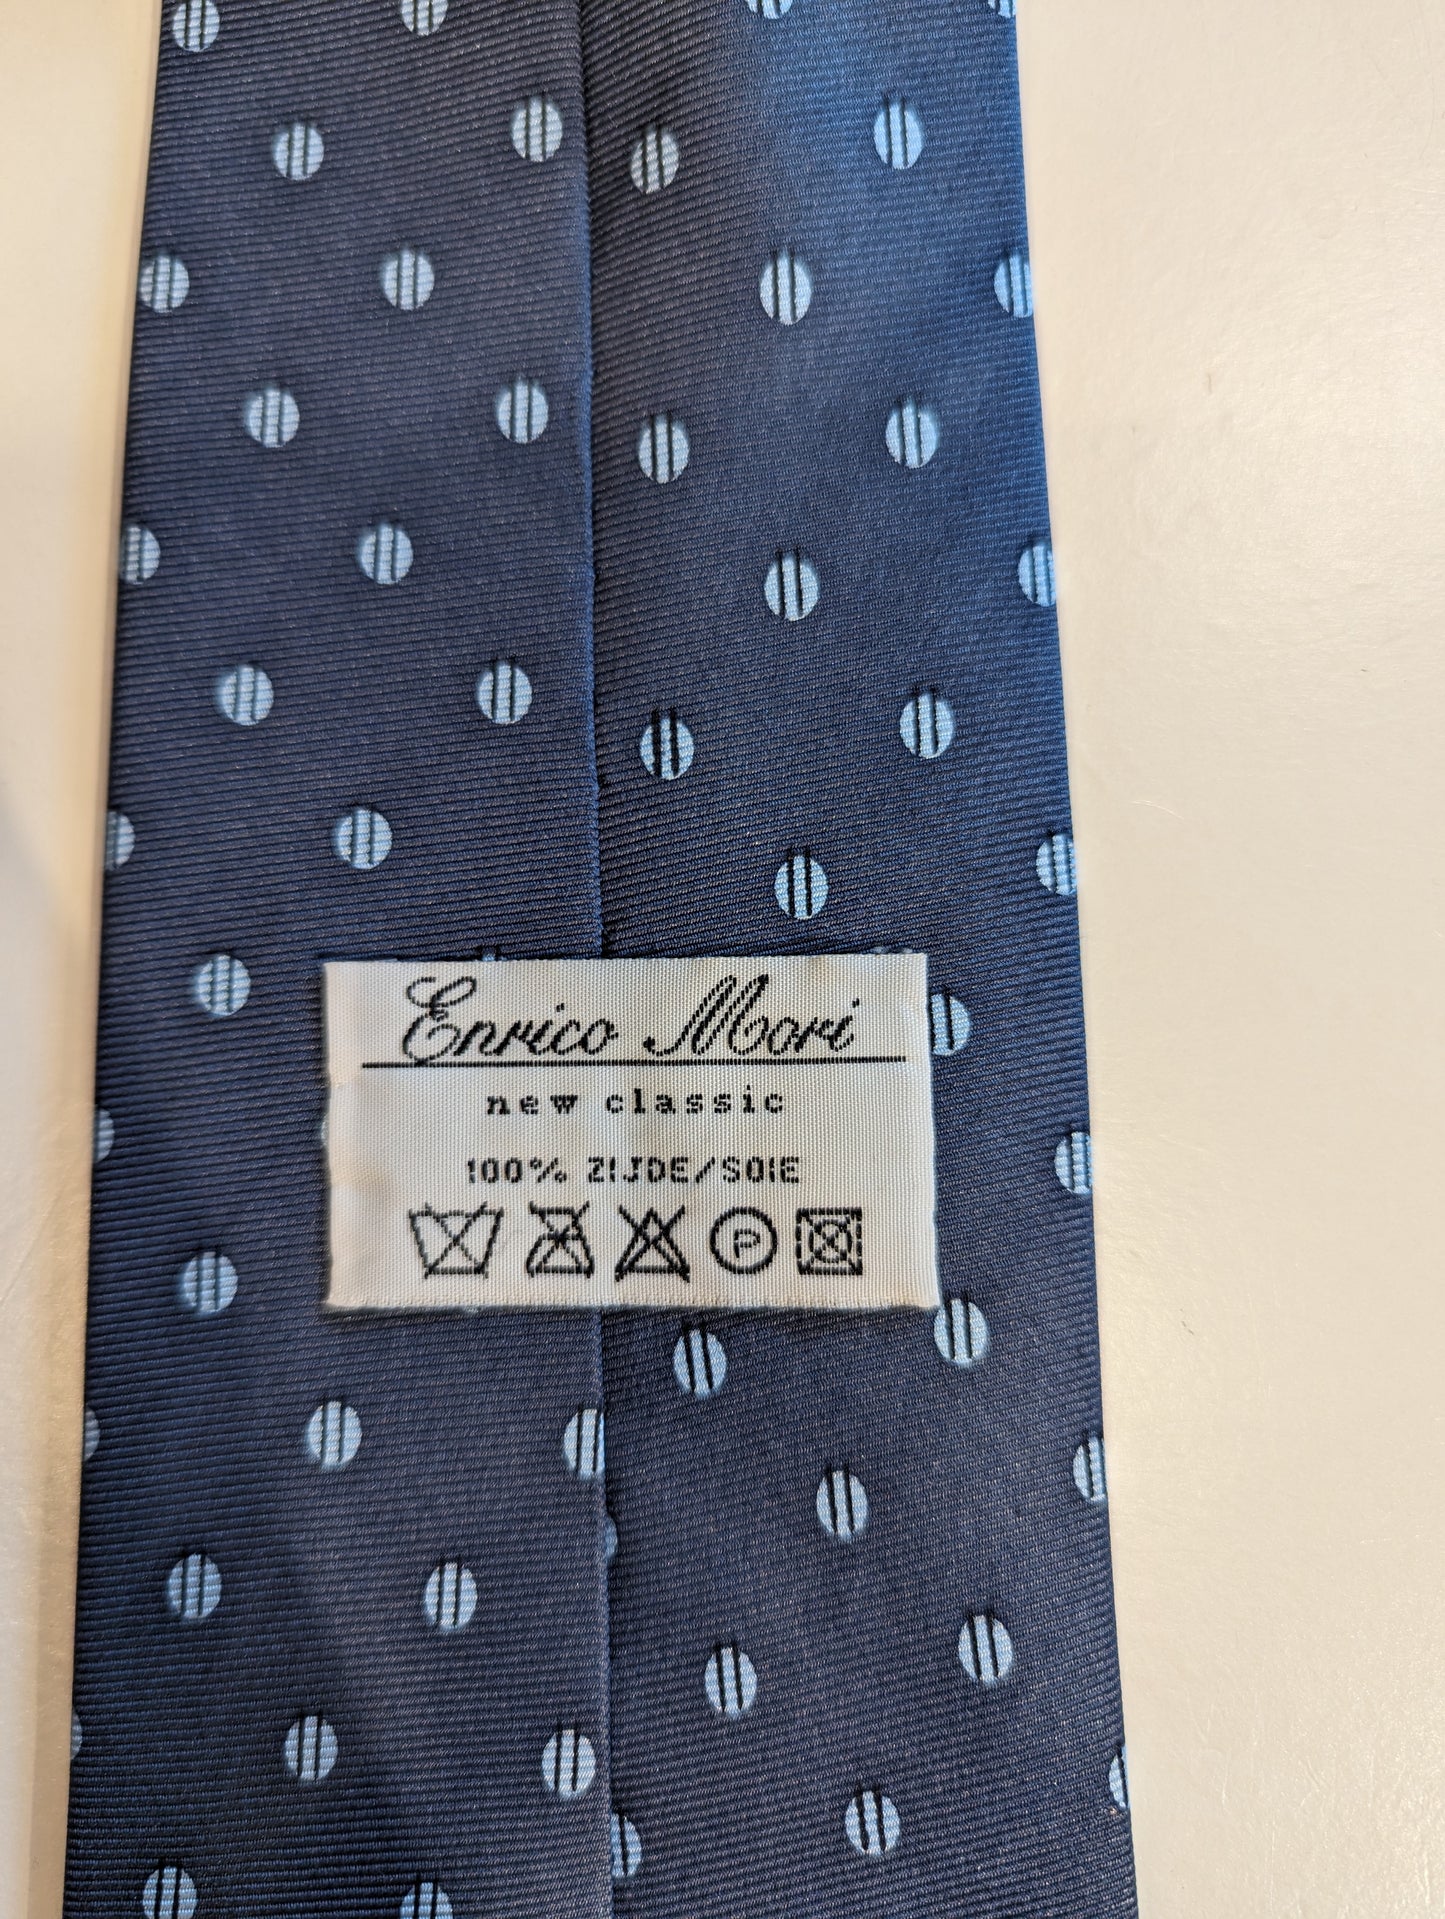 Enrico Mori
new classic
100% ZIJDE/SOIE
P